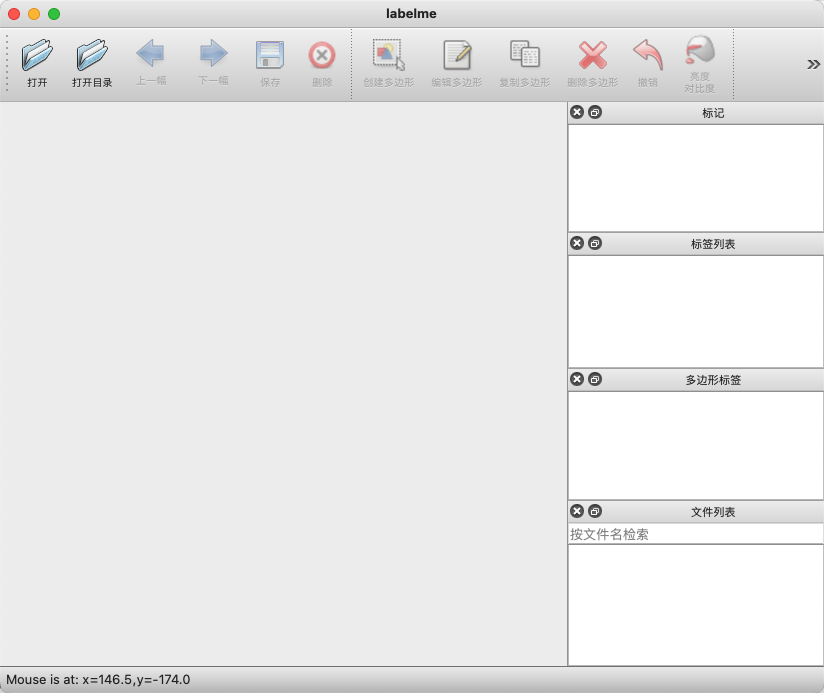 labelme
打开
打开目录
上一幅
下一幅
保存
删除
创建多边形
编辑多边形
复制多边形
删除多边形
撤销
亮度
对比度
标记
标签列表
多边形标签
文件列表
按文件名检索
Mouse is at: x=146.5,y=-174.0